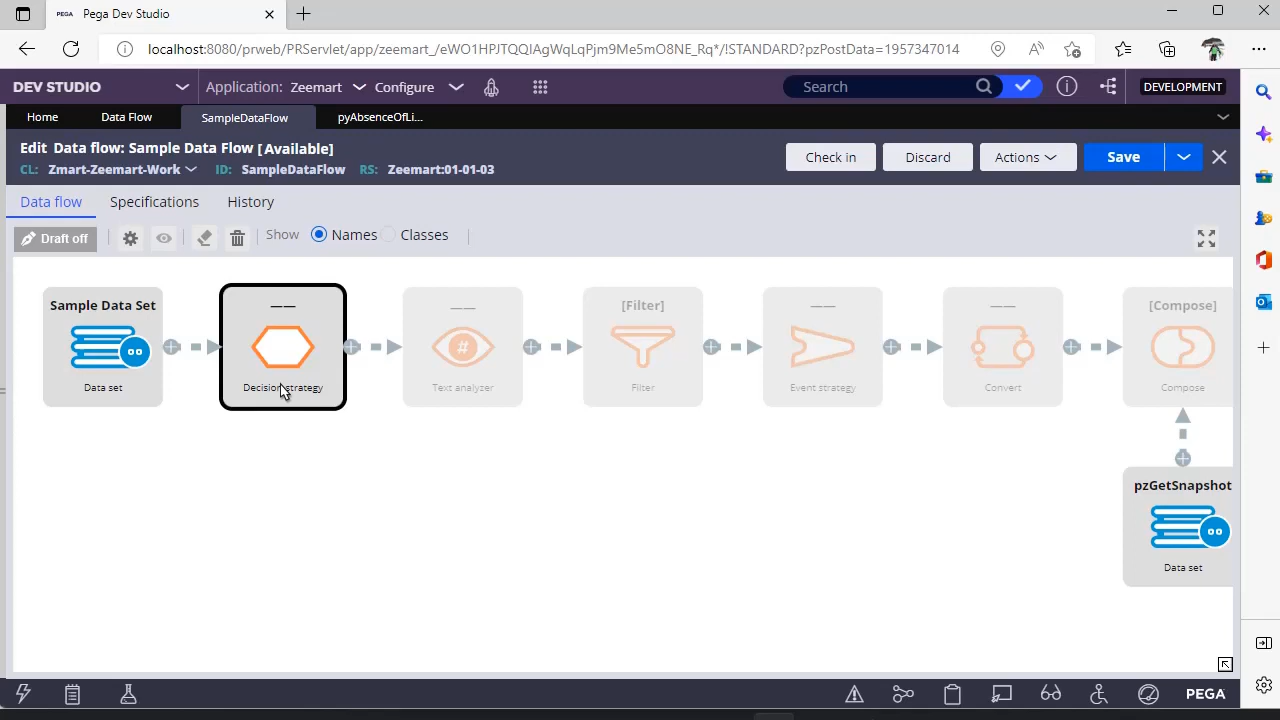 PEGA Pega Dev Studio
localhost:8080/prweb/PRServlet/app/zeemart_/eWO1HPJTQQIAgWqLqPjm9Me5mO8NE_Rq*/!STANDARD?pzPostData=1957347014
DEV STUDIO Application: Zeemart Configure Search DEVELOPMENT
Home Data Flow SampleDataFlow pyAbsenceOfLi...
Edit Data flow: Sample Data Flow [Available] Check in Discard Actions Save
CL: Zmart-Zeemart-Work ID: SampleDataFlow RS: Zeemart:01-01-03
Data flow Specifications History
Draft off Show Names Classes
Sample Data Set —— —— [Filter] —— —— [Compose]
#
Data set Decision strategy Text analyzer Filter Event strategy Convert Compose
pzGetSnapshot
Data set
PEGA